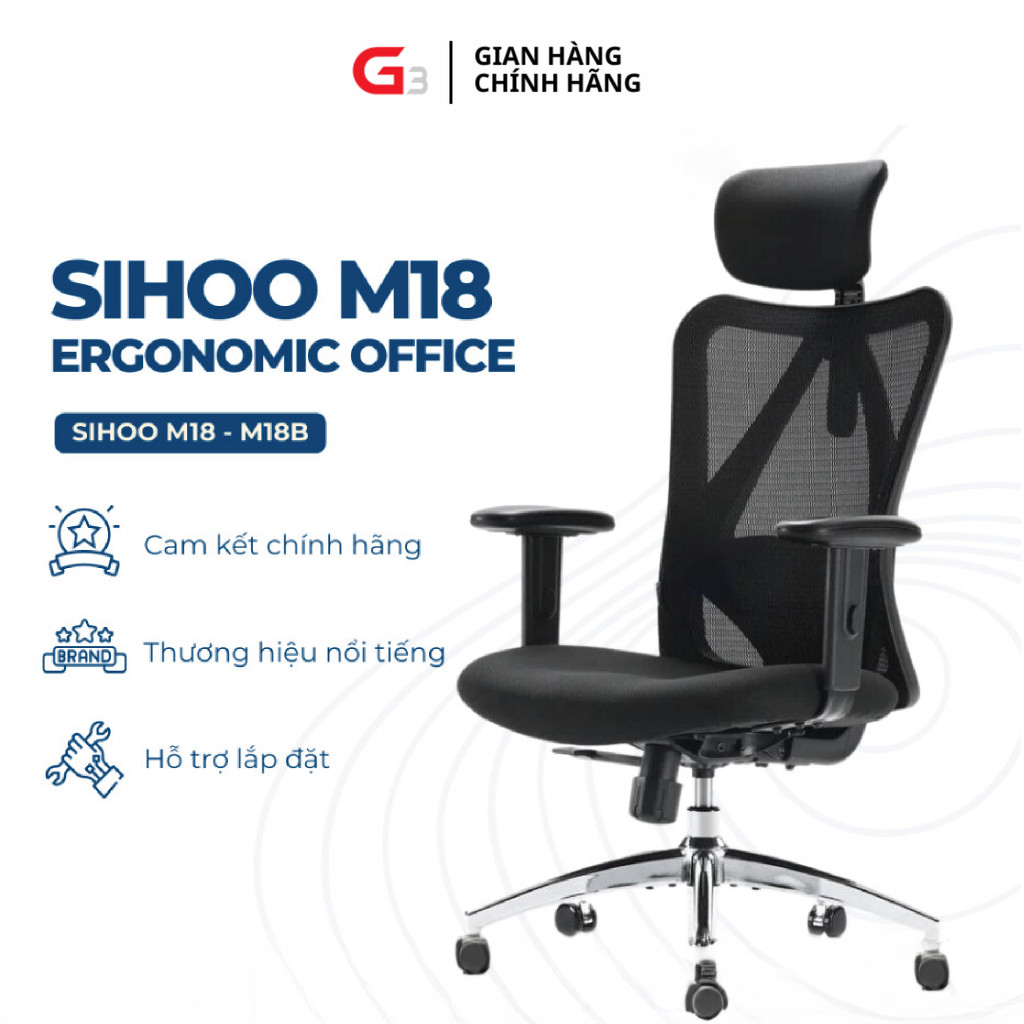 G3
GIAN HÀNG
CHÍNH HÃNG
SIHOO M18
ERGONOMIC OFFICE
SIHOO M18 - M18B
Cam kết chính hãng
BRAND
Thương hiệu nổi tiếng
Hỗ trợ lắp đặt